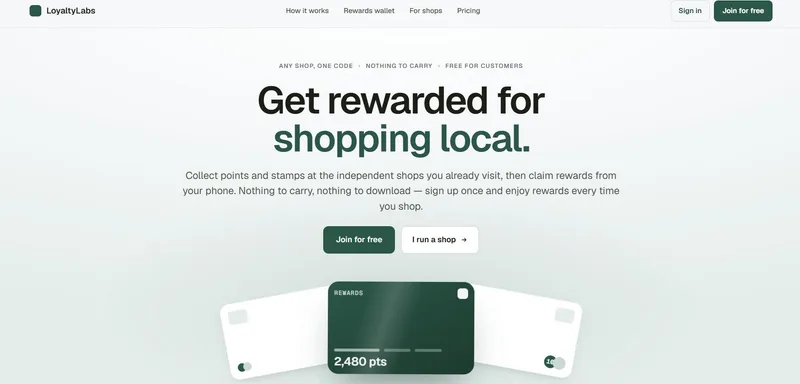 LoyaltyLabs
How it works
Rewards wallet
For shops
Pricing
Sign in
Join for free
ANY SHOP, ONE CODE · NOTHING TO CARRY · FREE FOR CUSTOMERS
Get rewarded for
shopping local.
Collect points and stamps at the independent shops you already visit, then claim rewards from
your phone. Nothing to carry, nothing to download — sign up once and enjoy rewards every time
you shop.
Join for free
I run a shop →
REWARDS
2,480 pts